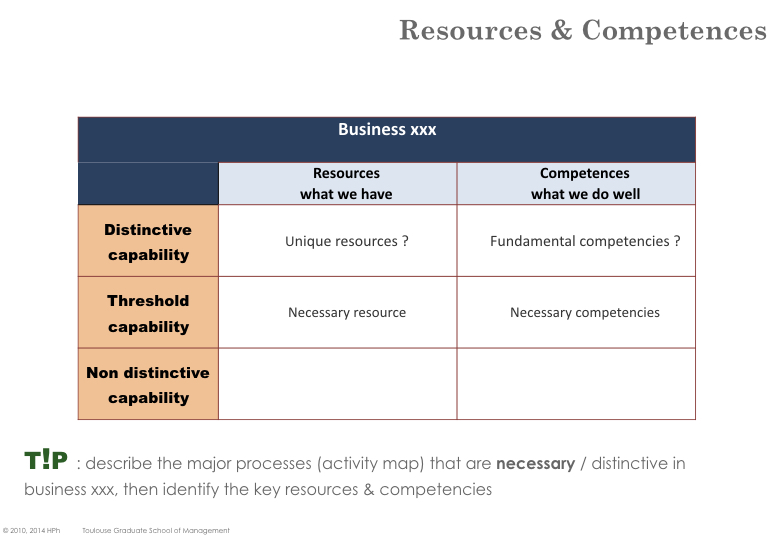 Resources & Competences
Business xxx
Resources
what we have
Competences
what we do well
Distinctive
capability
Unique resources ?
Fundamental competencies ?
Threshold
capability
Necessary resource
Necessary competencies
Non distinctive
capability
T!P : describe the major processes (activity map) that are necessary / distinctive in
business xxx, then identify the key resources & competencies
© 2010, 2014 HPh Toulouse Graduate School of Management